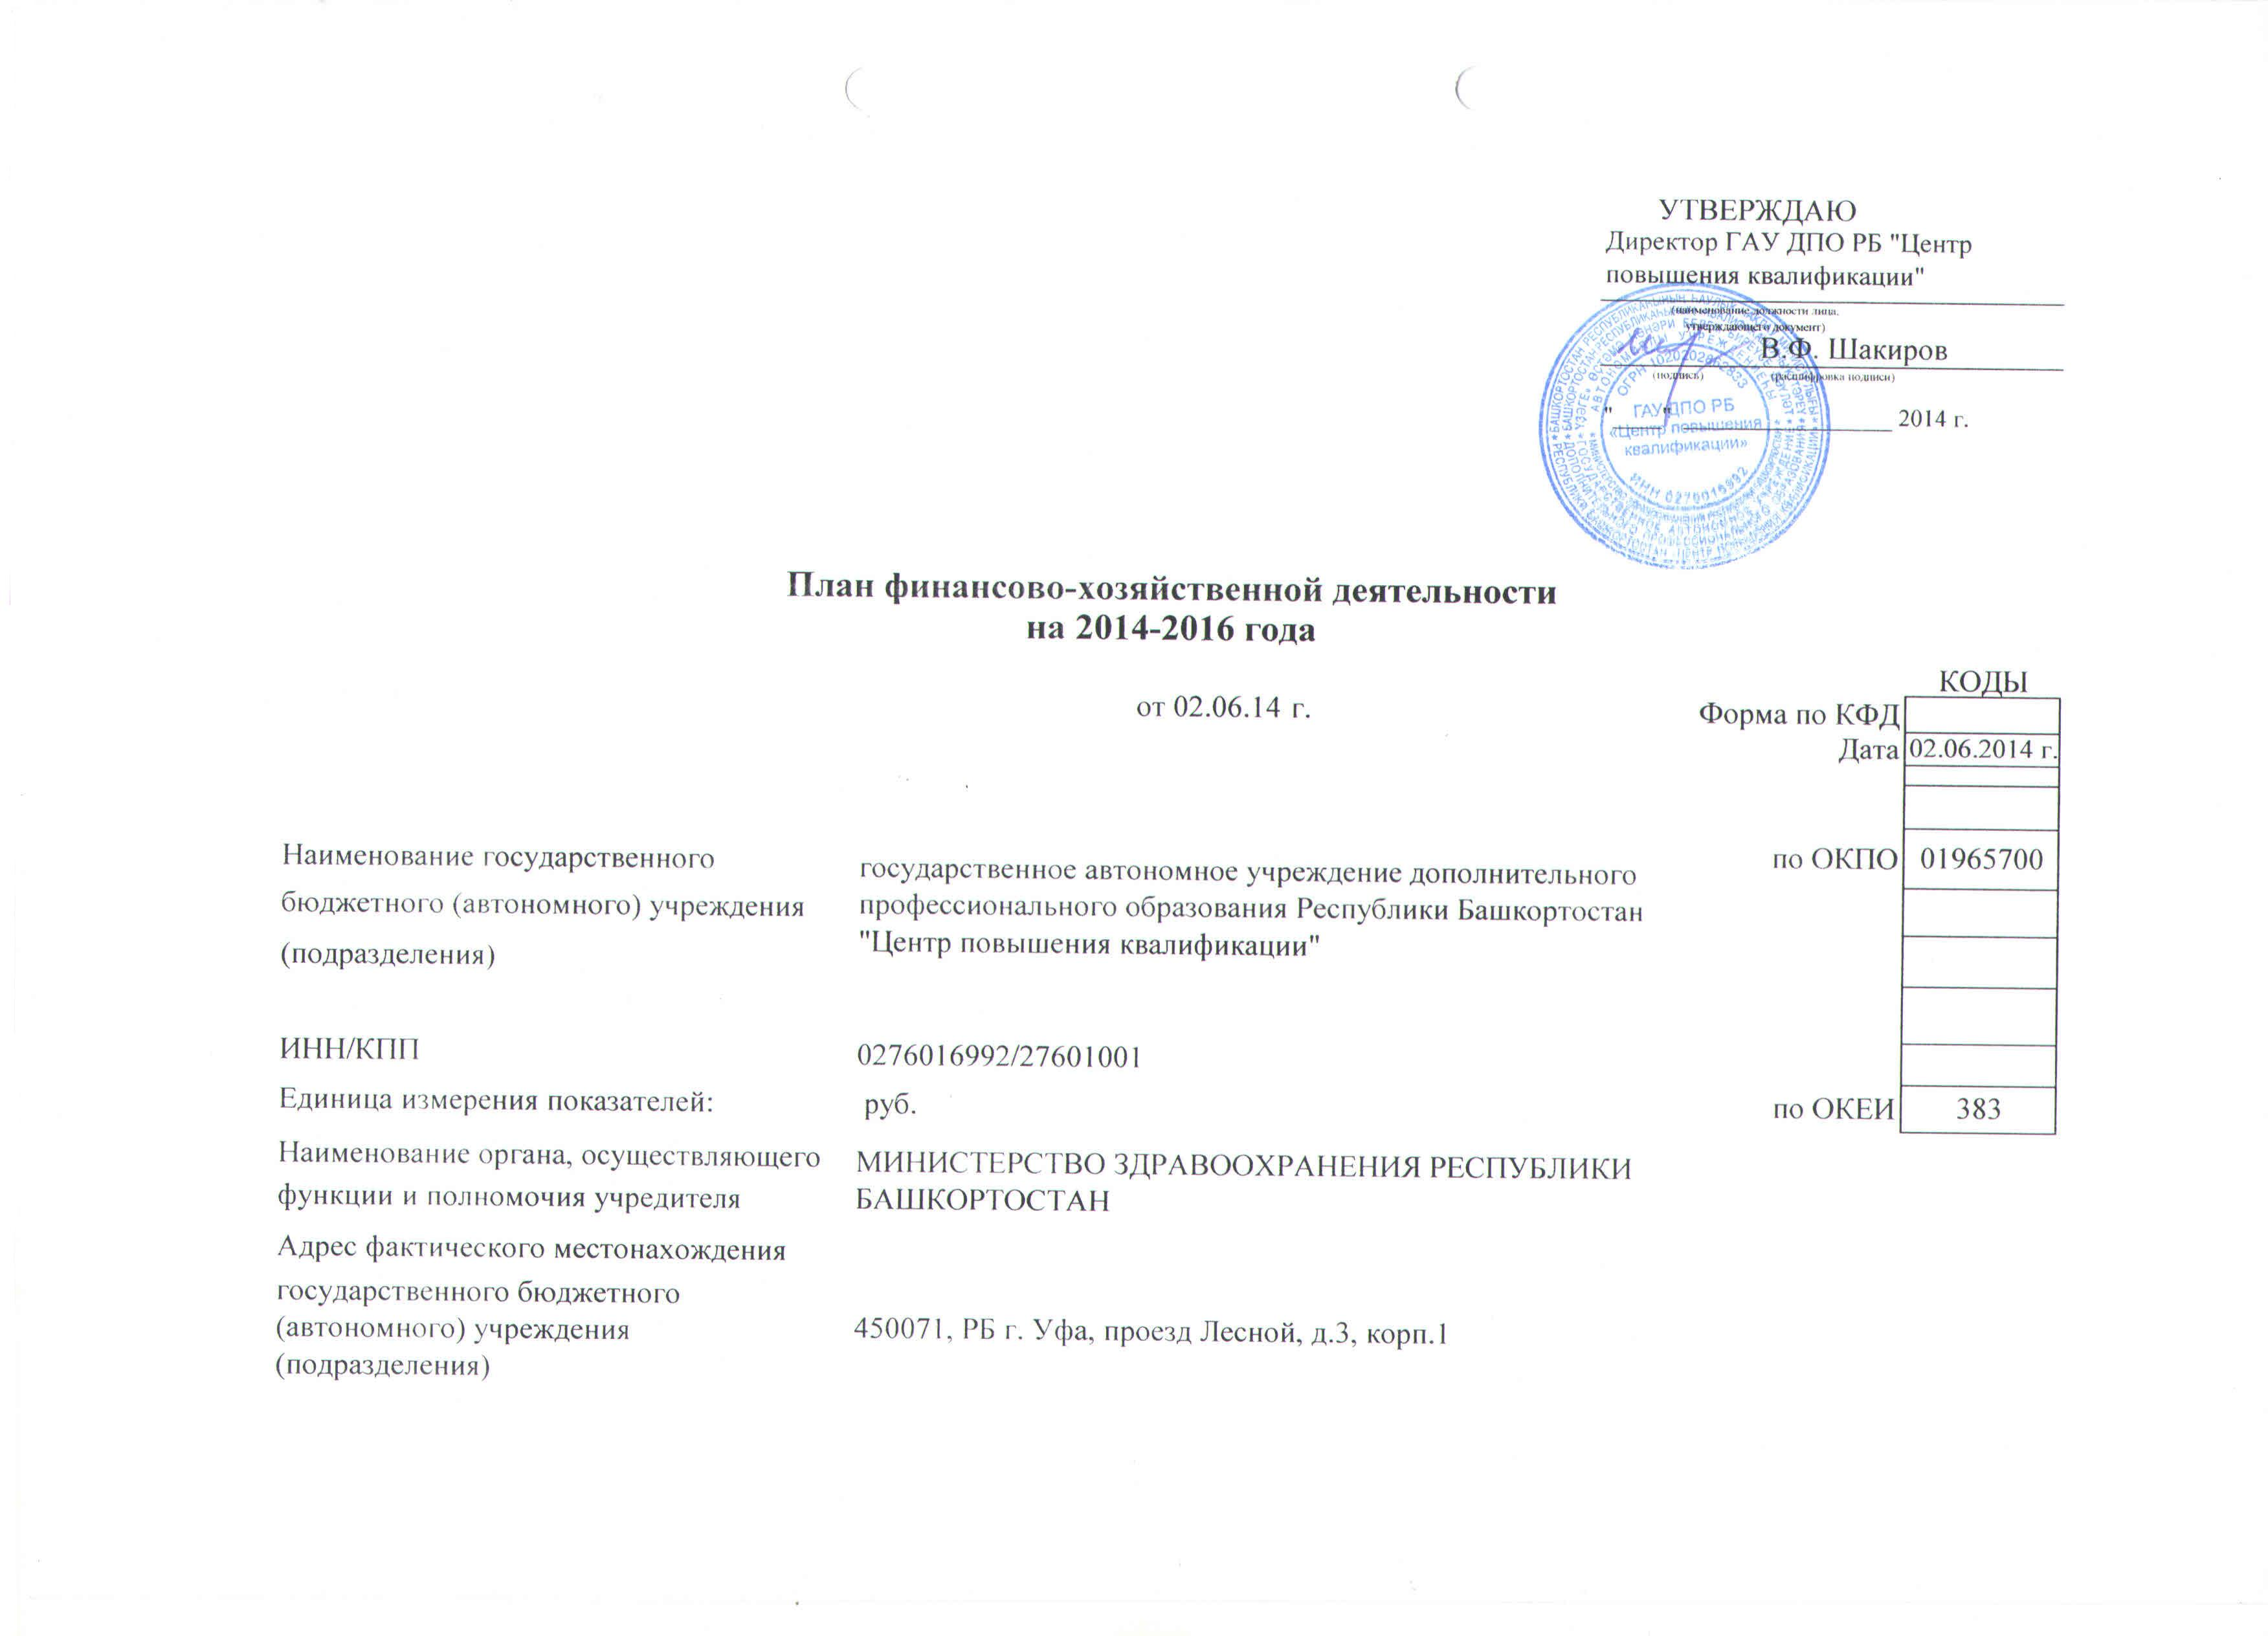 УТВЕРЖДАЮ
Директор ГАУ ДПО РБ "Центр
повышения квалификации"
(наименование должности лица,
утверждающего документ)
В.Ф. Шакиров
(подпись) (расшифровка подписи)
" " 2014 г.
ОГРН 1020202862833
ГАУ ДПО РБ
«Центр повышения
квалификации»
План финансово-хозяйственной деятельности
на 2014-2016 года
КОДЫ
от 02.06.14 г.
Форма по КФД
Дата 02.06.2014 г.
Наименование государственного
бюджетного (автономного) учреждения
(подразделения)
государственное автономное учреждение дополнительного
профессионального образования Республики Башкортостан
"Центр повышения квалификации"
по ОКПО 01965700
ИНН/КПП 0276016992/27601001
Единица измерения показателей: руб.
по ОКЕИ 383
Наименование органа, осуществляющего
функции и полномочия учредителя
МИНИСТЕРСТВО ЗДРАВООХРАНЕНИЯ РЕСПУБЛИКИ
БАШКОРТОСТАН
Адрес фактического местонахождения
государственного бюджетного
(автономного) учреждения
(подразделения)
450071, РБ г. Уфа, проезд Лесной, д.3, корп.1